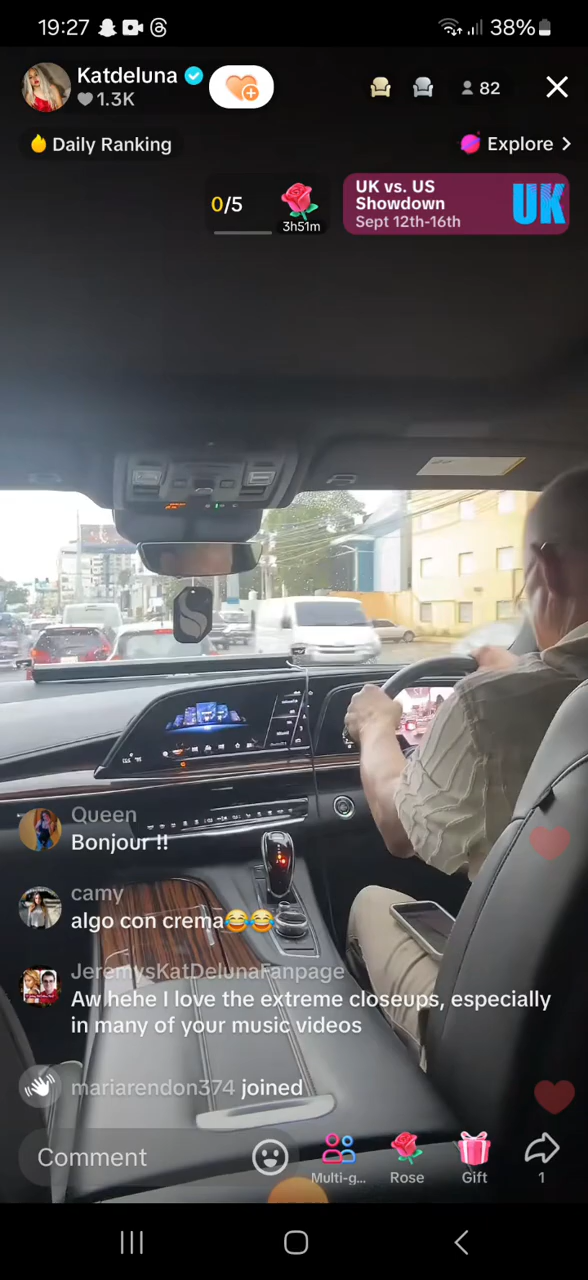 19:27
38%
Katdeluna
1.3K
82
Daily Ranking
Explore
0/5
3h51m
UK vs. US
Showdown
Sept 12th-16th
UK
Queen
Bonjour !!
camy
algo con crema😂😂
JeremysKatDelunaFanpage
Aw hehe I love the extreme closeups, especially
in many of your music videos
mariarendon374 joined
Comment
Multi-g...
Rose
Gift
1